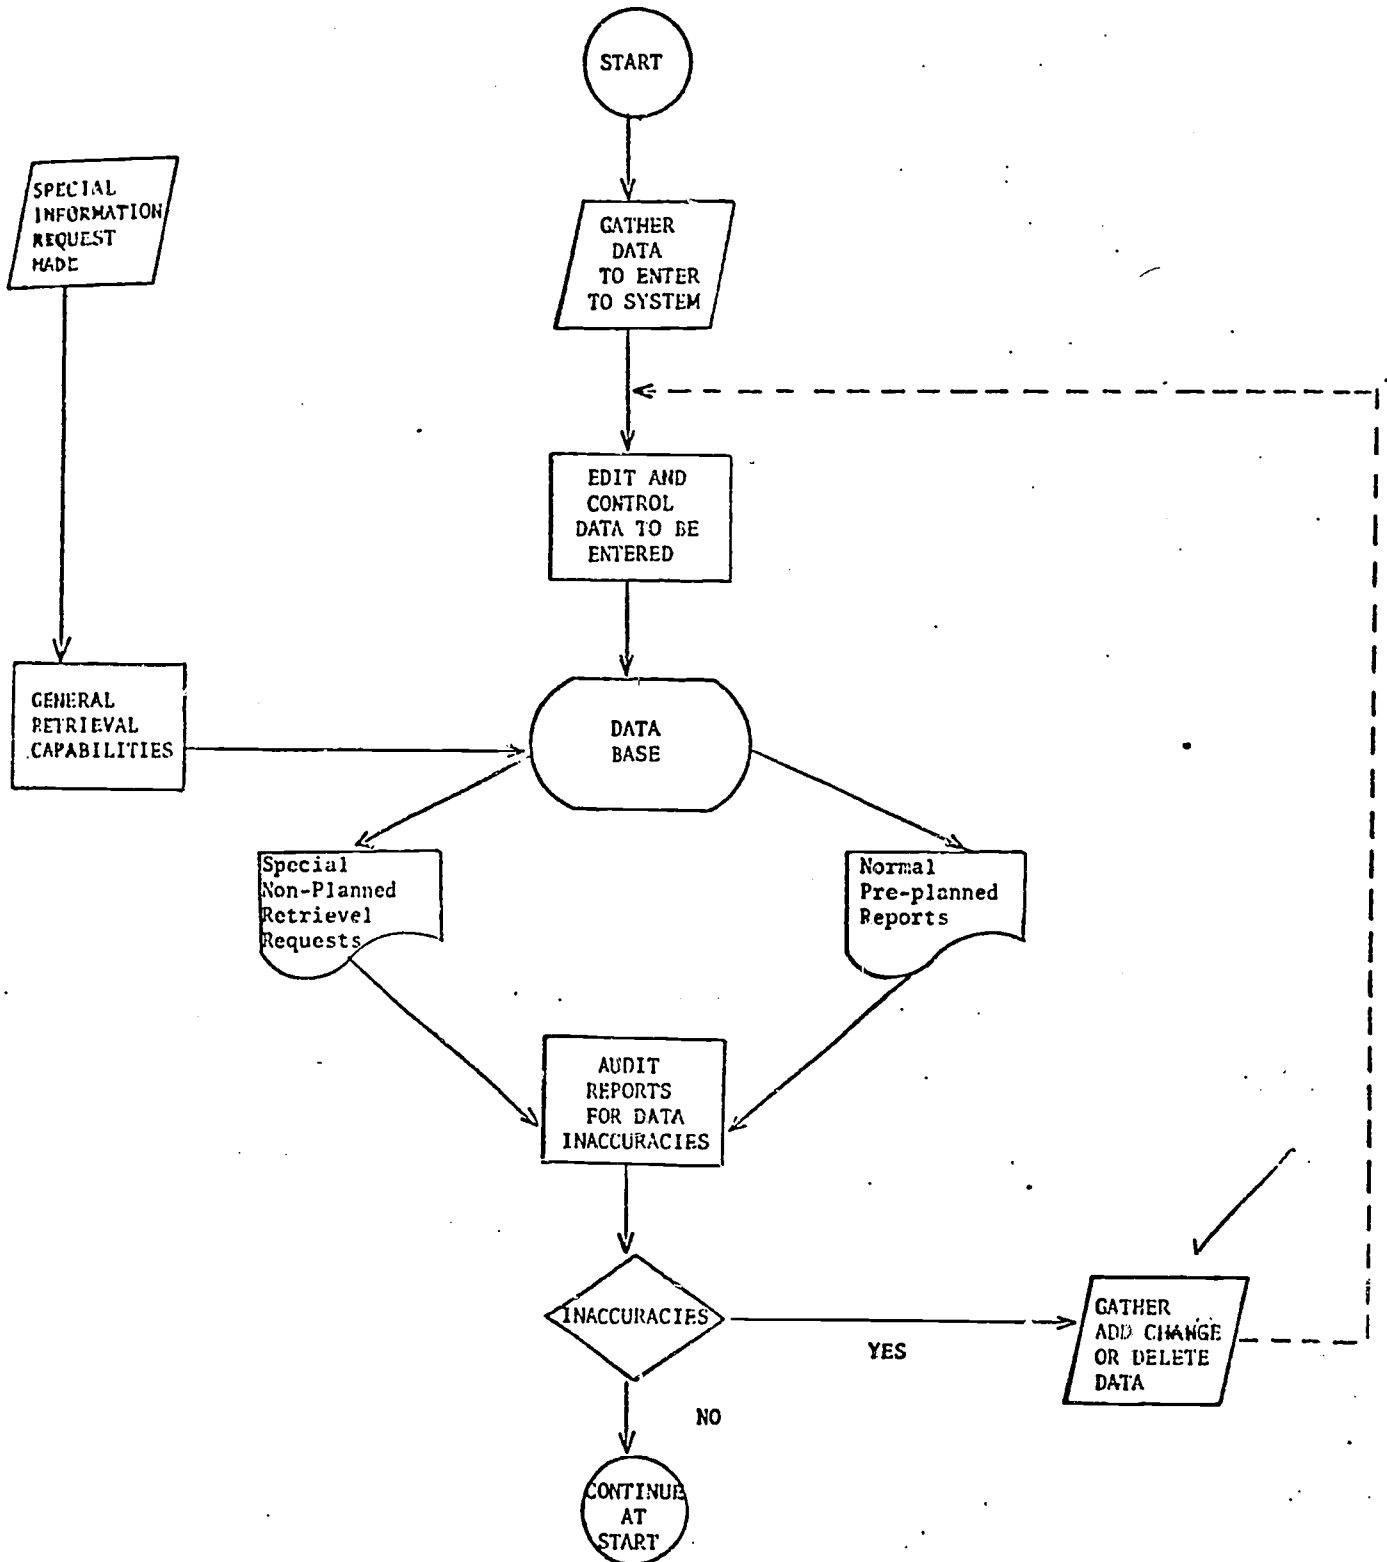 START
SPECIAL
INFORMATION
REQUEST
MADE
GATHER
DATA
TO ENTER
TO SYSTEM
EDIT AND
CONTROL
DATA TO BE
ENTERED
GENERAL
RETRIEVAL
CAPABILITIES
DATA
BASE
Special
Non-Planned
Retrievel
Requests
Normal
Pre-planned
Reports
AUDIT
REPORTS
FOR DATA
INACCURACIES
INACCURACIES
YES
GATHER
ADD CHANGE
OR DELETE
DATA
NO
CONTINUE
AT
START